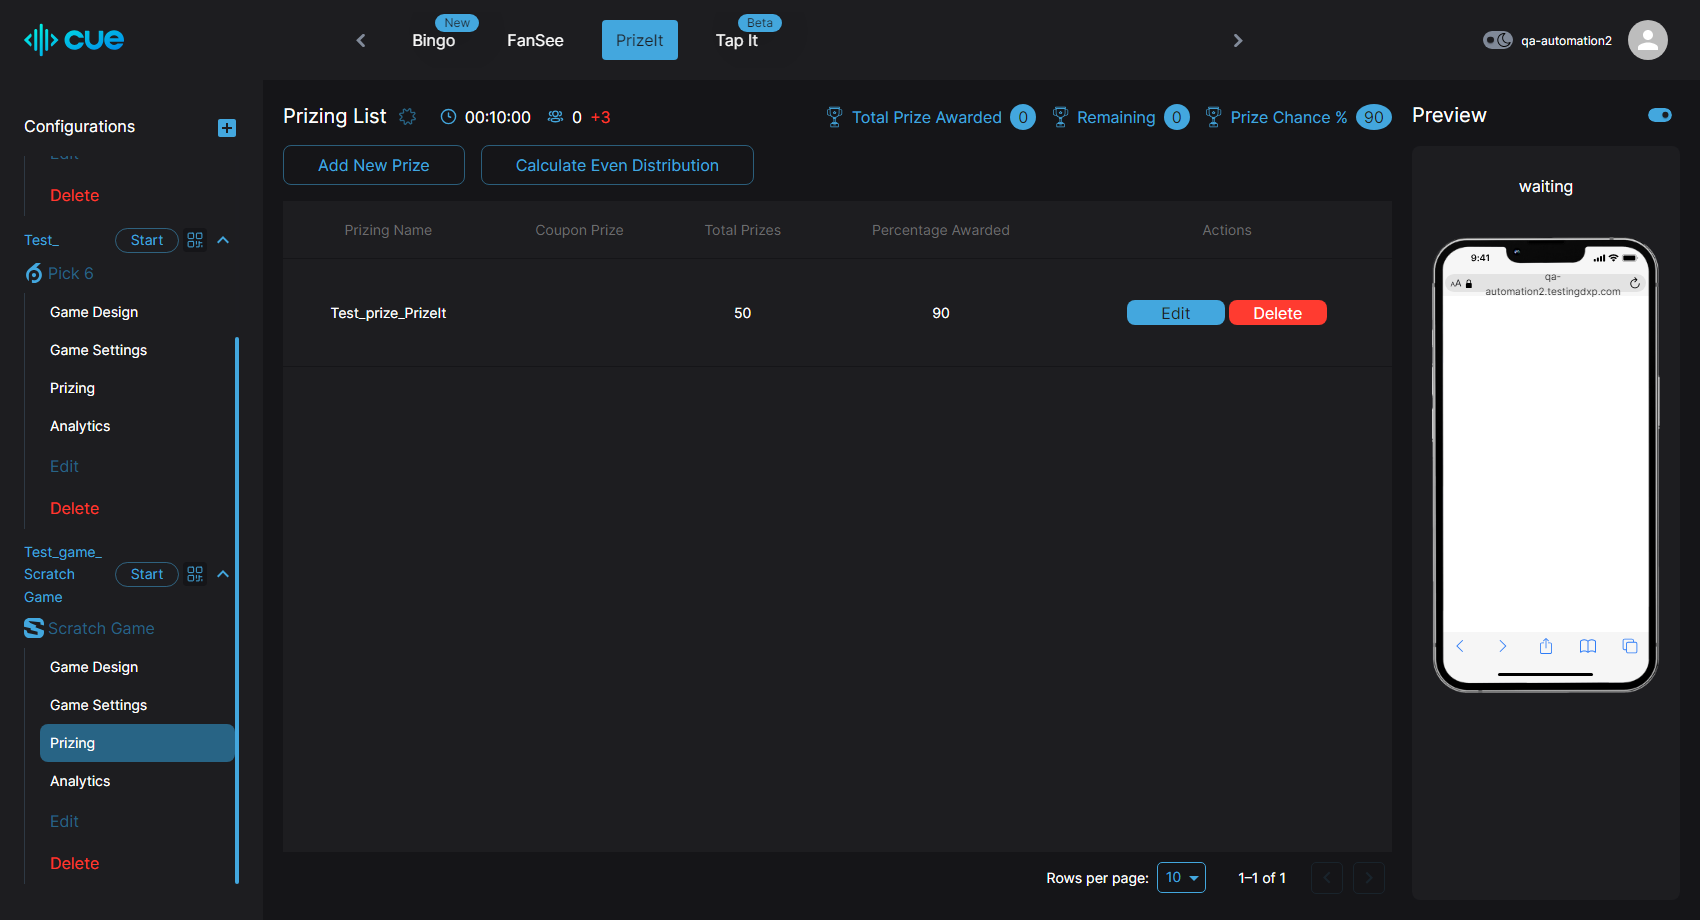 cue
New
Bingo
FanSee
PrizeIt
Beta
Tap It
qa-automation2
Configurations
Edit
Delete
Test_
Start
Pick 6
Game Design
Game Settings
Prizing
Analytics
Edit
Delete
Test_game_
Scratch
Game
Start
Scratch Game
Game Design
Game Settings
Prizing
Analytics
Edit
Delete
Prizing List
00:10:00
0 +3
Total Prize Awarded 0
Remaining 0
Prize Chance % 90
Add New Prize
Calculate Even Distribution
Prizing Name Coupon Prize Total Prizes Percentage Awarded Actions
Test_prize_PrizeIt 50 90 Edit Delete
Rows per page: 10 1–1 of 1
Preview
waiting
9:41
AA
qa-
automation2.testingdxp.com